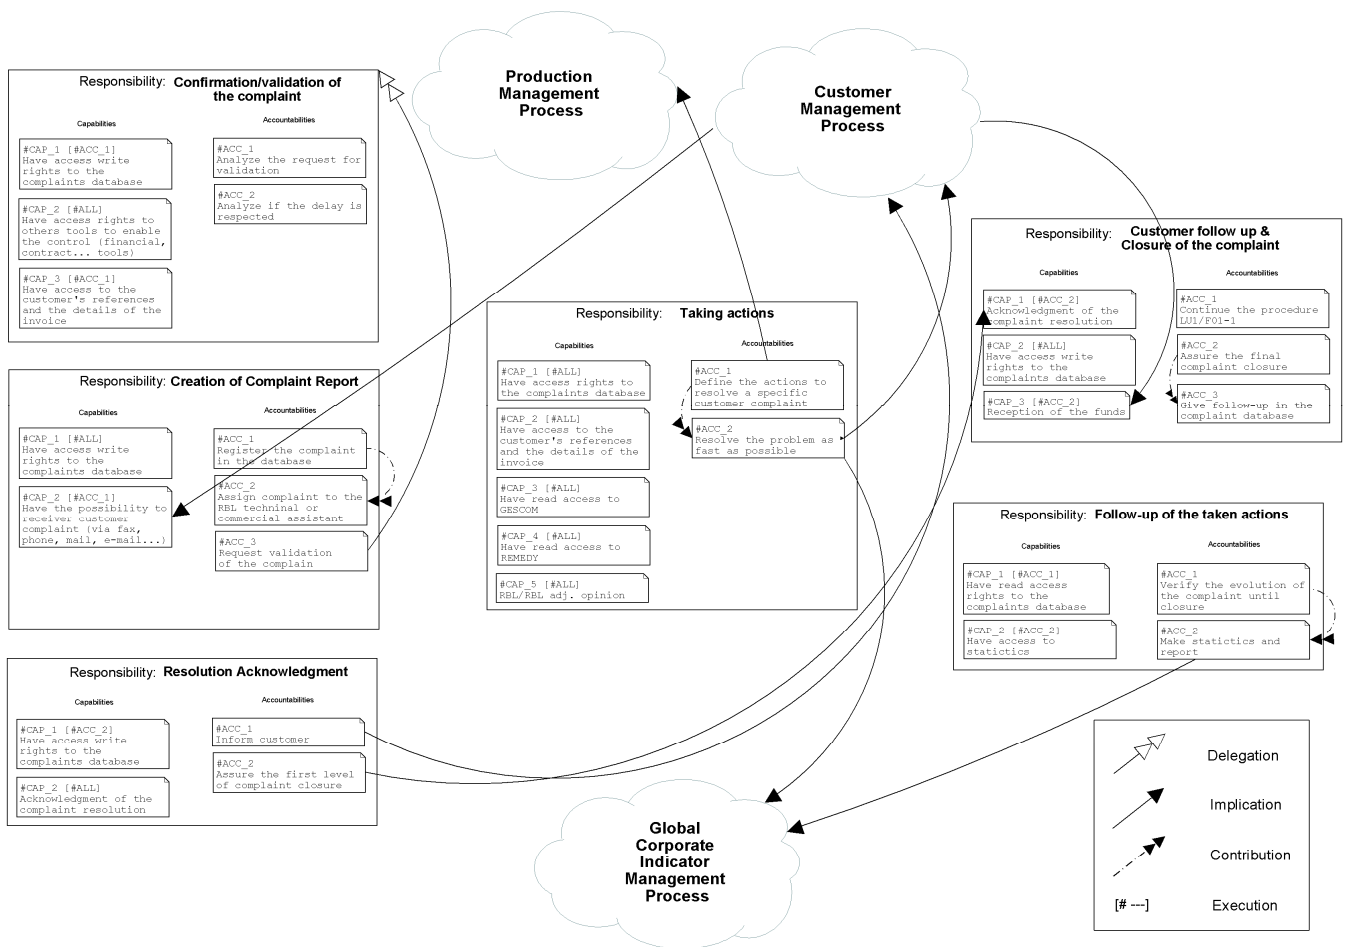 Production
Management
Process
Customer
Management
Process
Responsibility: Confirmation/validation of
the complaint
Capabilities
Accountabilities
#CAP_1 [#ACC_1]
Have access write
rights to the
complaints database
#CAP_2 [#ALL]
Have access rights to
others tools to enable
the control (financial,
contract... tools)
#CAP_3 [#ACC_1]
Have access to the
customer's references
and the details of the
invoice
#ACC_1
Analyze the request for
validation
#ACC_2
Analyze if the delay is
respected
Responsibility: Creation of Complaint Report
Capabilities
Accountabilities
#CAP_1 [#ALL]
Have access write
rights to the
complaints database
#CAP_2 [#ACC_1]
Have the possibility to
receiver customer
complaint (via fax,
phone, mail, e-mail...)
#ACC_1
Register the complaint
in the database
#ACC_2
Assign complaint to the
RBL techninal or
commercial assistant
#ACC_3
Request validation
of the complain
Responsibility: Resolution Acknowledgment
Capabilities
Accountabilities
#CAP_1 [#ACC_2]
Have access write
rights to the
complaints database
#CAP_2 [#ALL]
Acknowledgment of the
complaint resolution
#ACC_1
Inform customer
#ACC_2
Assure the first level
of complaint closure
Responsibility: Taking actions
Capabilities
Accountabilities
#CAP_1 [#ALL]
Have access rights to
the complaints database
#CAP_2 [#ALL]
Have access to the
customer's references
and the details of the
invoice
#CAP_3 [#ALL]
Have read access to
GESCOM
#CAP_4 [#ALL]
Have read access to
REMEDY
#CAP_5 [#ALL]
RBL/RBL adj. opinion
#ACC_1
Define the actions to
resolve a specific
customer complaint
#ACC_2
Resolve the problem as
fast as possible
Responsibility: Customer follow up &
Closure of the complaint
Capabilities
Accountabilities
#CAP_1 [#ACC_2]
Acknowledgment of the
complaint resolution
#CAP_2 [#ALL]
Have access write
rights to the
complaints database
#CAP_3 [#ACC_2]
Reception of the funds
#ACC_1
Continue the procedure
LU1/F01-1
#ACC_2
Assure the final
complaint closure
#ACC_3
Give follow-up in the
complaint database
Responsibility: Follow-up of the taken actions
Capabilities
Accountabilities
#CAP_1 [#ACC_1]
Have read access
rights to the
complaints database
#CAP_2 [#ACC_2]
Have access to
statictics
#ACC_1
Verify the evolution of
the complaint until
closure
#ACC_2
Make statictics and
report
Global
Corporate
Indicator
Management
Process
Delegation
Implication
Contribution
[# ---] Execution